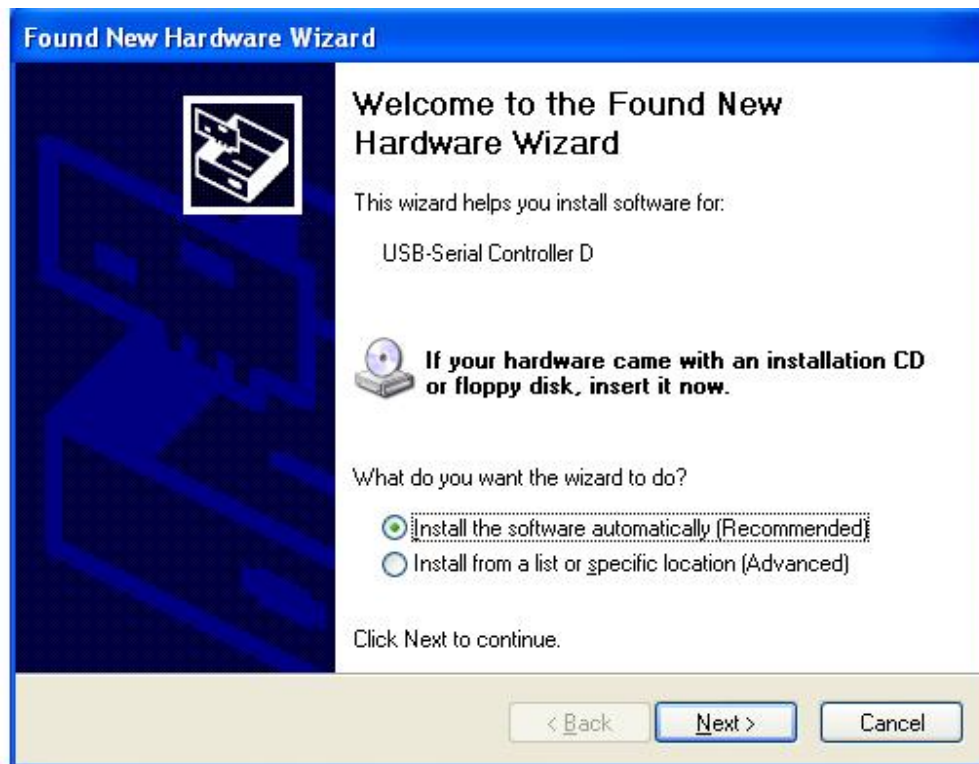 Found New Hardware Wizard
Welcome to the Found New
Hardware Wizard
This wizard helps you install software for:
USB-Serial Controller D
If your hardware came with an installation CD
or floppy disk, insert it now.
What do you want the wizard to do?
Install the software automatically (Recommended)
Install from a list or specific location (Advanced)
Click Next to continue.
< Back Next > Cancel